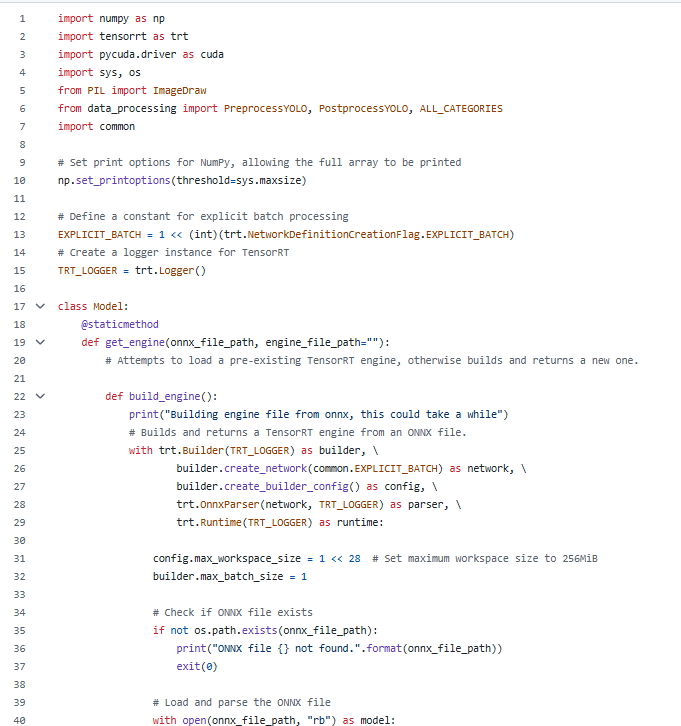 1 import numpy as np
2 import tensorrt as trt
3 import pycuda.driver as cuda
4 import sys, os
5 from PIL import ImageDraw
6 from data_processing import PreprocessYOLO, PostprocessYOLO, ALL_CATEGORIES
7 import common
8
9 # Set print options for NumPy, allowing the full array to be printed
10 np.set_printoptions(threshold=sys.maxsize)
11
12 # Define a constant for explicit batch processing
13 EXPLICIT_BATCH = 1 << (int)(trt.NetworkDefinitionCreationFlag.EXPLICIT_BATCH)
14 # Create a logger instance for TensorRT
15 TRT_LOGGER = trt.Logger()
16
17 class Model:
18 @staticmethod
19 def get_engine(onnx_file_path, engine_file_path=""):
20 # Attempts to load a pre-existing TensorRT engine, otherwise builds and returns a new one.
21
22 def build_engine():
23 print("Building engine file from onnx, this could take a while")
24 # Builds and returns a TensorRT engine from an ONNX file.
25 with trt.Builder(TRT_LOGGER) as builder, \
26 builder.create_network(common.EXPLICIT_BATCH) as network, \
27 builder.create_builder_config() as config, \
28 trt.OnnxParser(network, TRT_LOGGER) as parser, \
29 trt.Runtime(TRT_LOGGER) as runtime:
30
31 config.max_workspace_size = 1 << 28 # Set maximum workspace size to 256MiB
32 builder.max_batch_size = 1
33
34 # Check if ONNX file exists
35 if not os.path.exists(onnx_file_path):
36 print("ONNX file {} not found.".format(onnx_file_path))
37 exit(0)
38
39 # Load and parse the ONNX file
40 with open(onnx_file_path, "rb") as model: